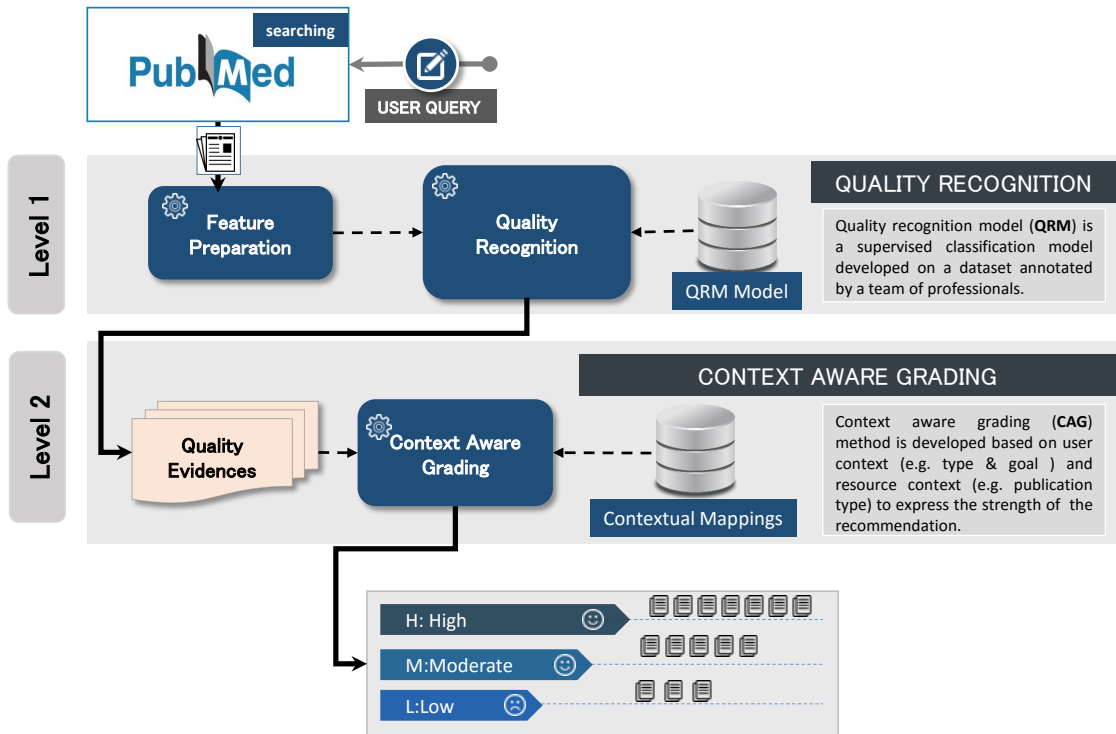 searching
PubMed
USER QUERY
Level 1
QUALITY RECOGNITION
Feature
Preparation
Quality
Recognition
QRM Model
Quality recognition model (QRM) is
a supervised classification model
developed on a dataset annotated
by a team of professionals.
Level 2
CONTEXT AWARE GRADING
Quality
Evidences
Context Aware
Grading
Contextual Mappings
Context aware grading (CAG)
method is developed based on user
context (e.g. type & goal ) and
resource context (e.g. publication
type) to express the strength of the
recommendation.
H: High
M:Moderate
L:Low